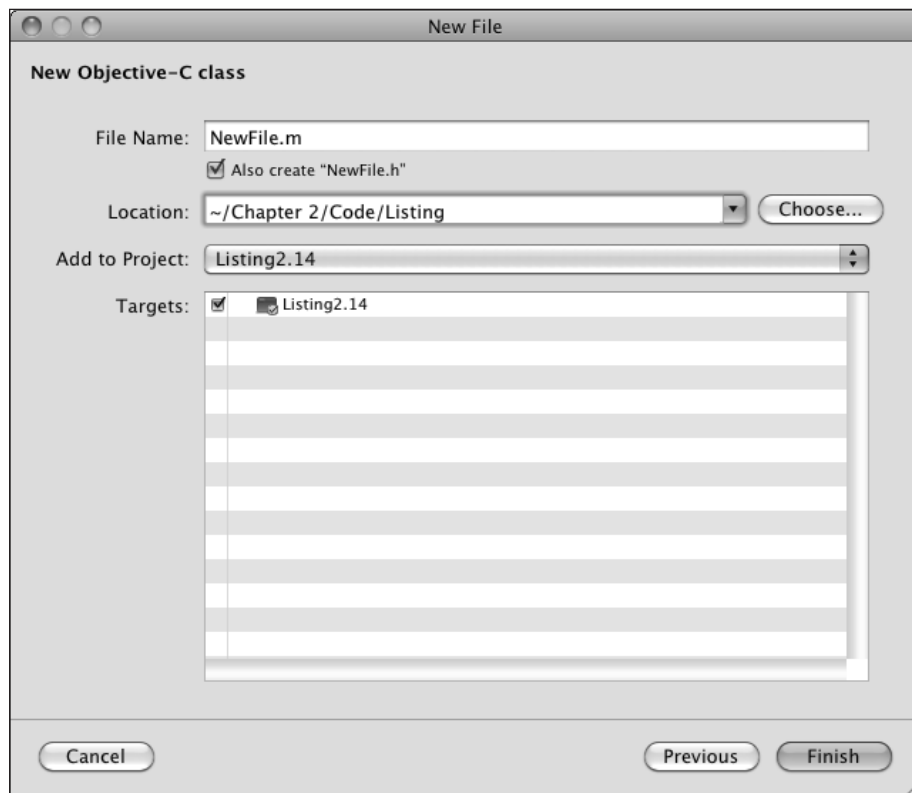 New File
New Objective-C class
File Name: NewFile.m
Also create “NewFile.h”
Location: ~/Chapter 2/Code/Listing Choose...
Add to Project: Listing2.14
Targets: Listing2.14
Cancel Previous Finish